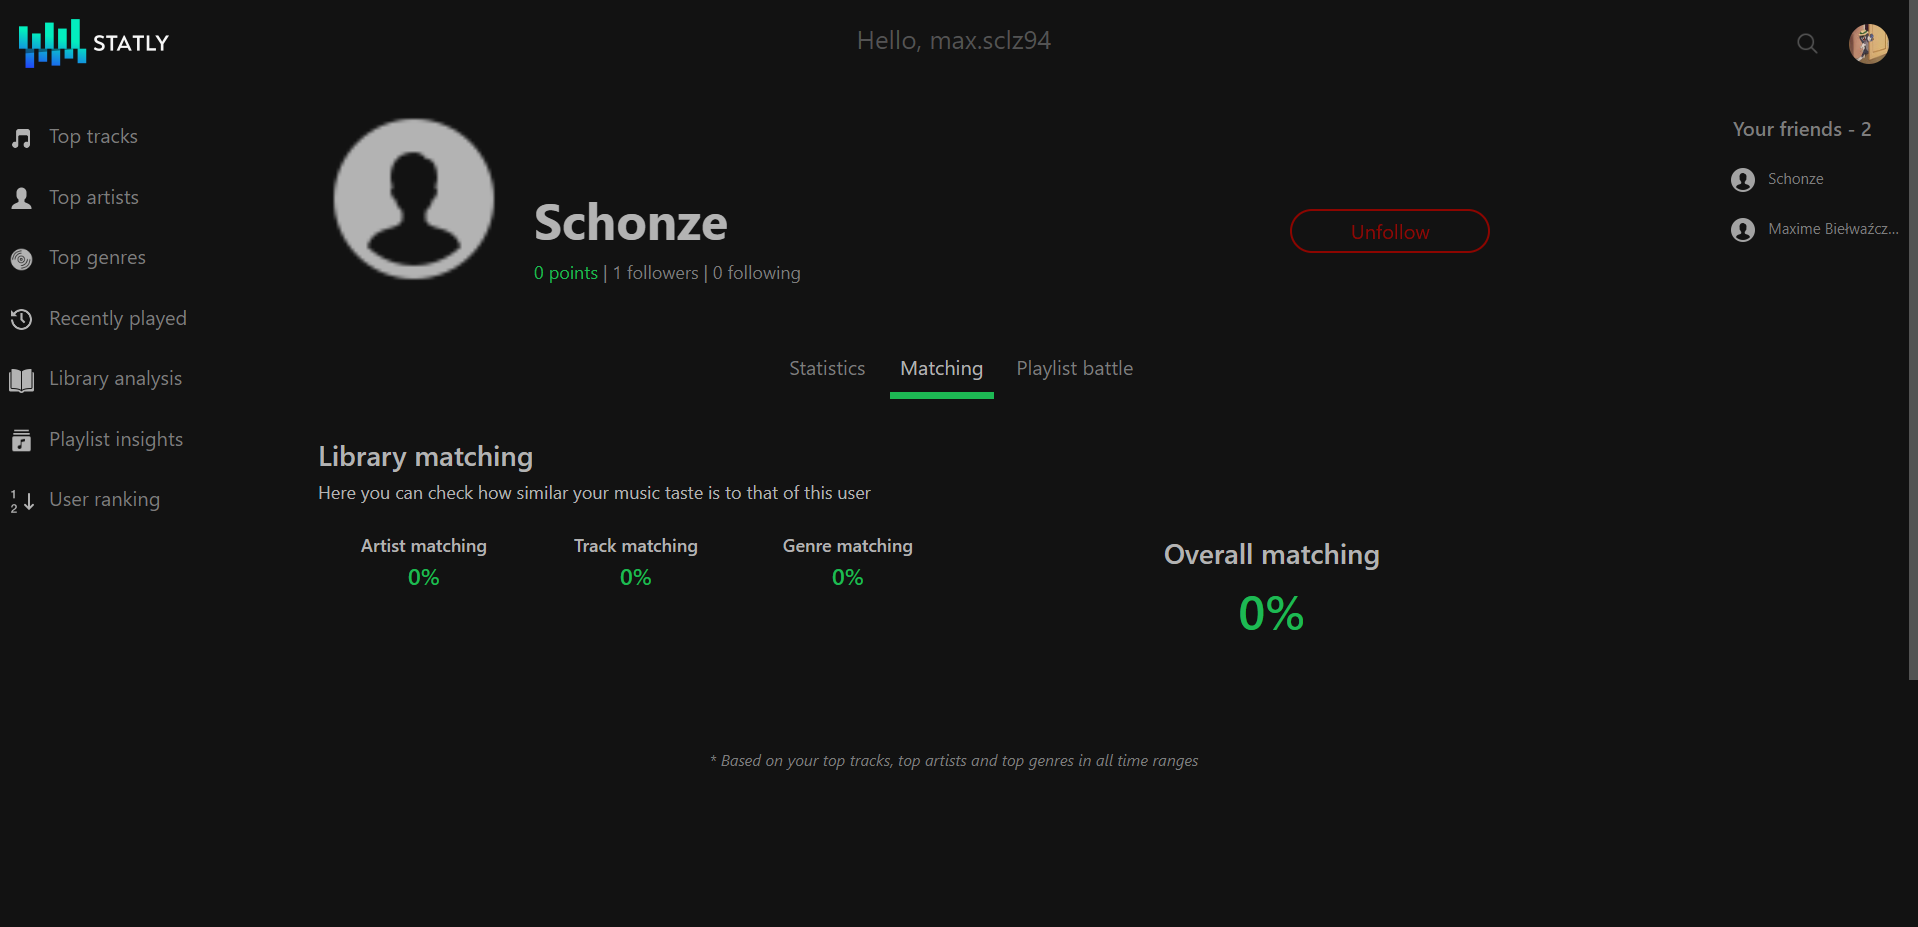 STATLY
Hello, max.sclz94
Top tracks
Top artists
Top genres
Recently played
Library analysis
Playlist insights
1
2
User ranking
Schonze
0 points | 1 followers | 0 following
Unfollow
Statistics
Matching
Playlist battle
Library matching
Here you can check how similar your music taste is to that of this user
Artist matching
0%
Track matching
0%
Genre matching
0%
Overall matching
0%
* Based on your top tracks, top artists and top genres in all time ranges
Your friends - 2
Schonze
Maxime Biełwaźcz...